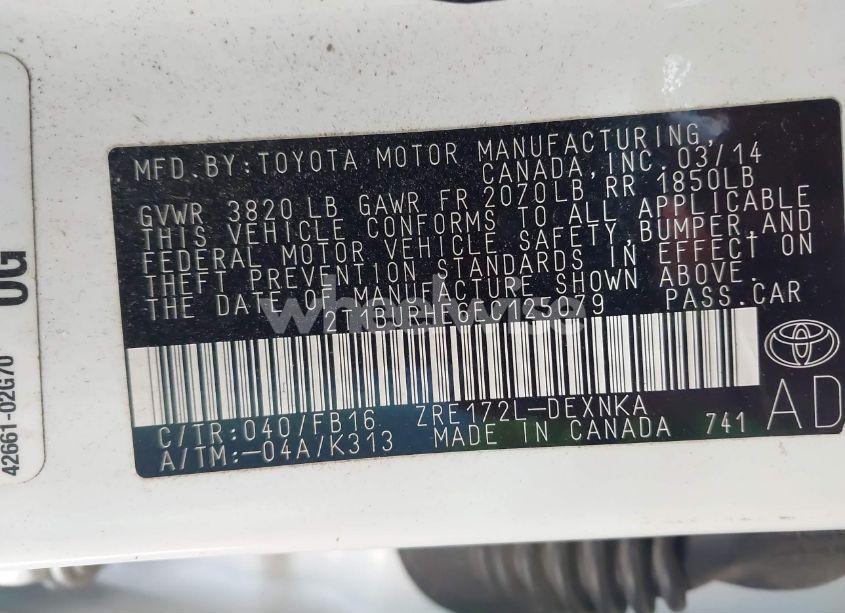 MFD.BY:TOYOTA MOTOR MANUFACTURING,
CANADA,INC. 03/14
GVWR 3820 LB GAWR FR 2070LB RR 1850LB
THIS VEHICLE CONFORMS TO ALL APPLICABLE
FEDERAL MOTOR VEHICLE SAFETY,BUMPER,AND
THEFT PREVENTION STANDARDS IN EFFECT ON
THE DATE OF MANUFACTURE SHOWN ABOVE.
PASS.CAR
C/TR:040/FB16 ZRE172L-DEXNKA
A/TM:-04A/K313 MADE IN CANADA 741
AD
42661-02G70
wheelwise